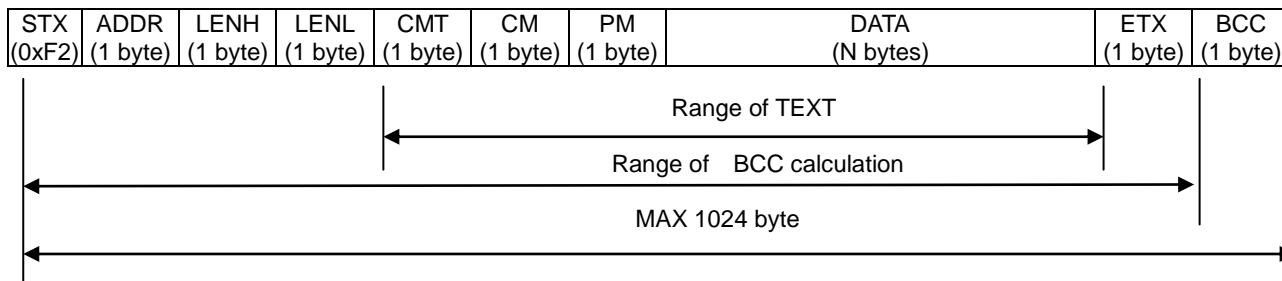 STX ADDR LENH LENL CMT CM PM DATA ETX BCC
(0xF2) (1 byte) (1 byte) (1 byte) (1 byte) (1 byte) (1 byte) (N bytes) (1 byte) (1 byte)
Range of TEXT
Range of BCC calculation
MAX 1024 byte